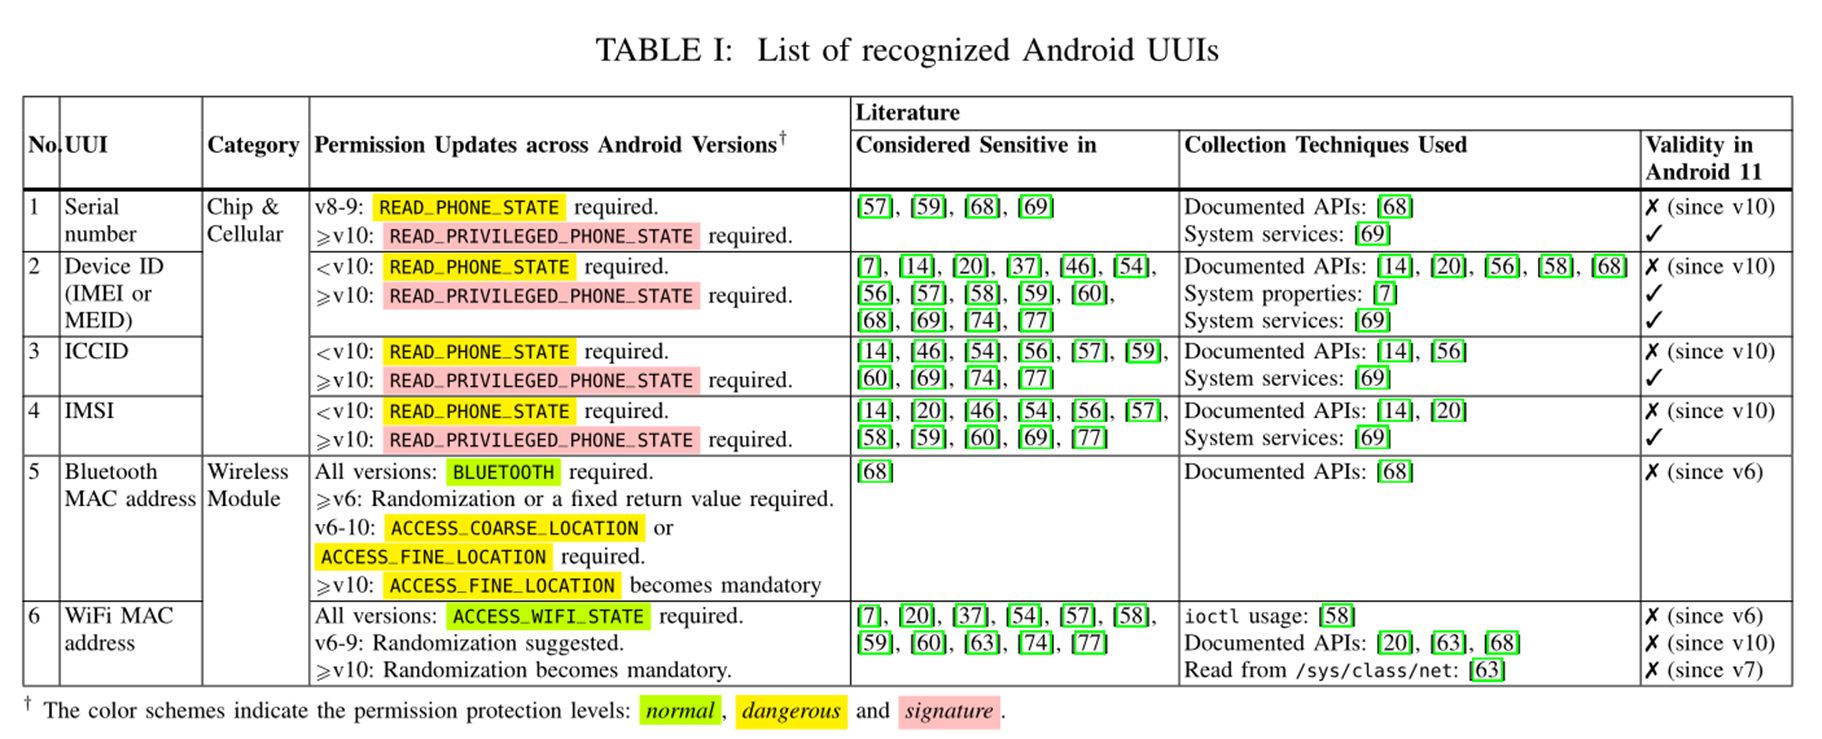 TABLE I: List of recognized Android UUIs
Literature
No. UUI Category Permission Updates across Android Versions† Considered Sensitive in Collection Techniques Used Validity in
Android 11
1 Serial Chip & v8-9: READ_PHONE_STATE required. [57], [59], [68], [69] Documented APIs: [68] ✗ (since v10)
number Cellular ⩾v10: READ_PRIVILEGED_PHONE_STATE required. System services: [69] ✓
2 Device ID <v10: READ_PHONE_STATE required. [7], [14], [20], [37], [46], [54], Documented APIs: [14], [20], [56], [58], [68] ✗ (since v10)
(IMEI or ⩾v10: READ_PRIVILEGED_PHONE_STATE required. [56], [57], [58], [59], [60], System properties: [7] ✓
MEID) [68], [69], [74], [77] System services: [69] ✓
3 ICCID <v10: READ_PHONE_STATE required. [14], [46], [54], [56], [57], [59], Documented APIs: [14], [56] ✗ (since v10)
⩾v10: READ_PRIVILEGED_PHONE_STATE required. [60], [69], [74], [77] System services: [69] ✓
4 IMSI <v10: READ_PHONE_STATE required. [14], [20], [46], [54], [56], [57], Documented APIs: [14], [20] ✗ (since v10)
⩾v10: READ_PRIVILEGED_PHONE_STATE required. [58], [59], [60], [69], [77] System services: [69] ✓
5 Bluetooth Wireless All versions: BLUETOOTH required. [68] Documented APIs: [68] ✗ (since v6)
MAC address Module ⩾v6: Randomization or a fixed return value required.
v6-10: ACCESS_COARSE_LOCATION or
ACCESS_FINE_LOCATION required.
⩾v10: ACCESS_FINE_LOCATION becomes mandatory
6 WiFi MAC All versions: ACCESS_WIFI_STATE required. [7], [20], [37], [54], [57], [58], ioctl usage: [58] ✗ (since v6)
address v6-9: Randomization suggested. [59], [60], [63], [74], [77] Documented APIs: [20], [63], [68] ✗ (since v10)
⩾v10: Randomization becomes mandatory. Read from /sys/class/net: [63] ✗ (since v7)
† The color schemes indicate the permission protection levels: normal, dangerous and signature.